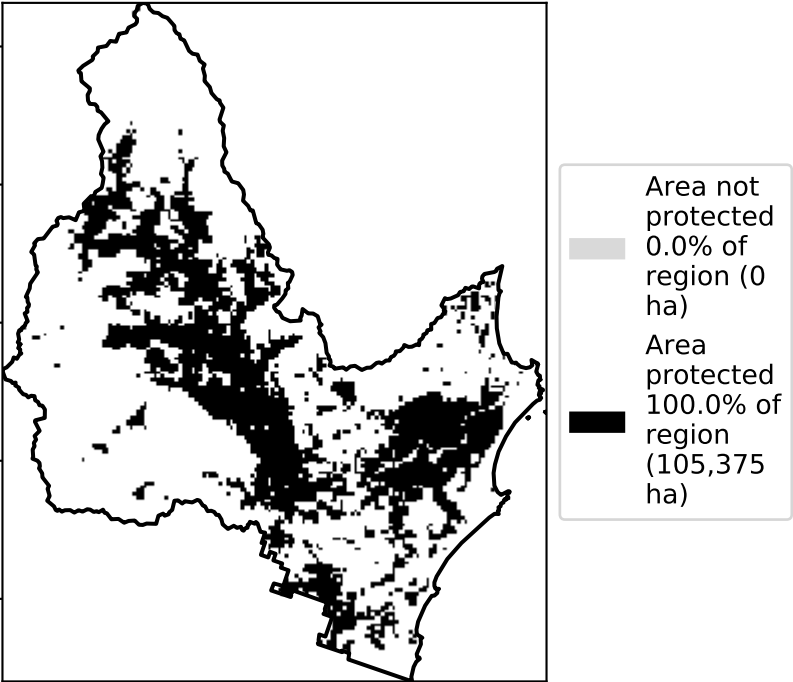 Area not
protected
0.0% of
region (0
ha)
Area
protected
100.0% of
region
(105,375
ha)